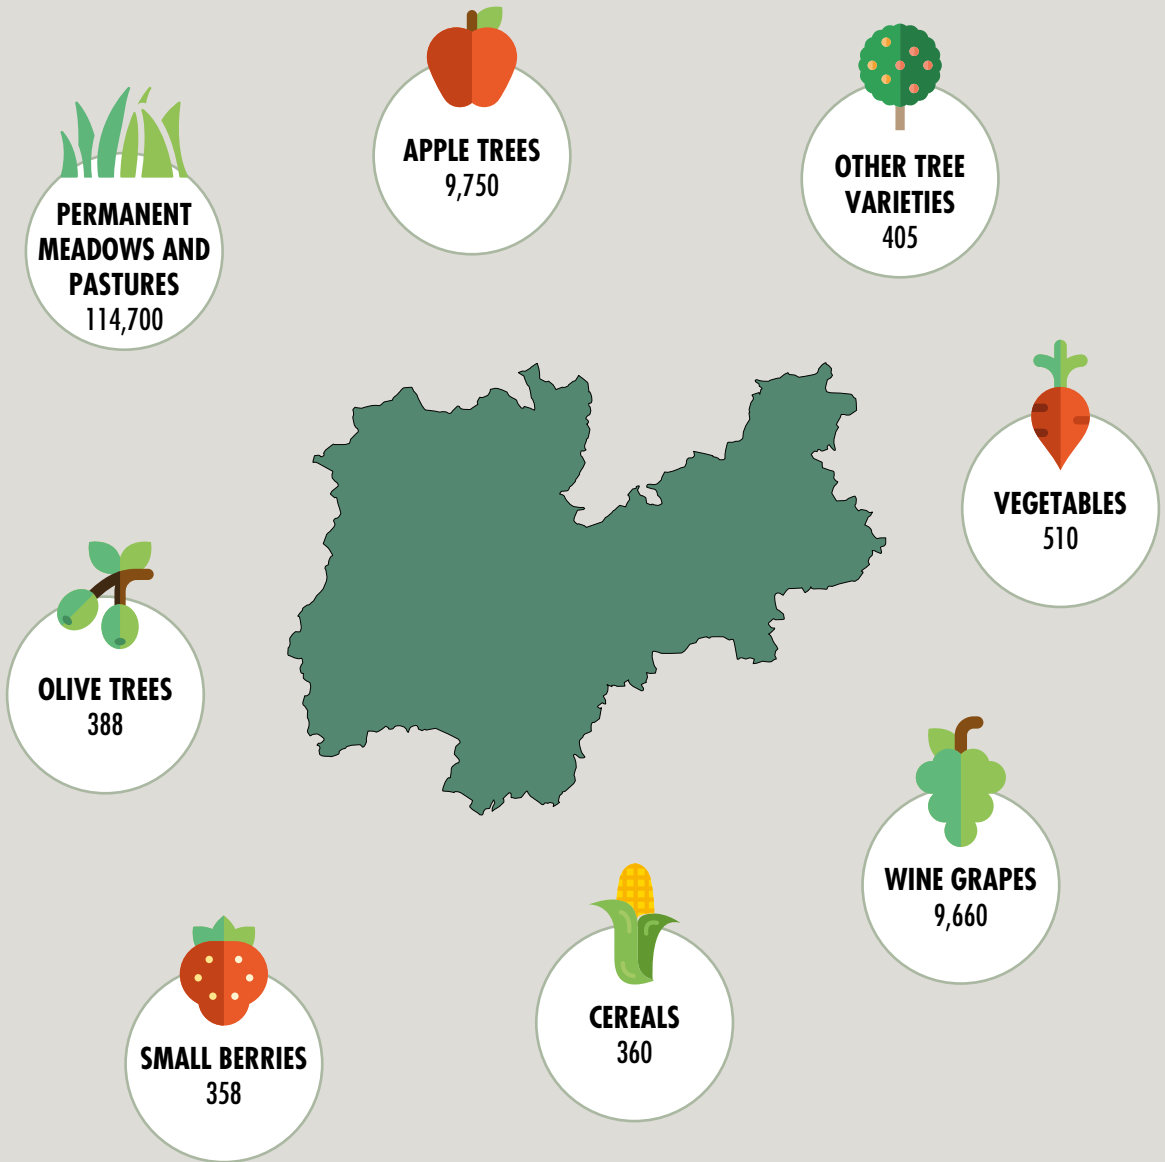 APPLE TREES
9,750
OTHER TREE
VARIETIES
405
PERMANENT
MEADOWS AND
PASTURES
114,700
VEGETABLES
510
OLIVE TREES
388
WINE GRAPES
9,660
CEREALS
360
SMALL BERRIES
358